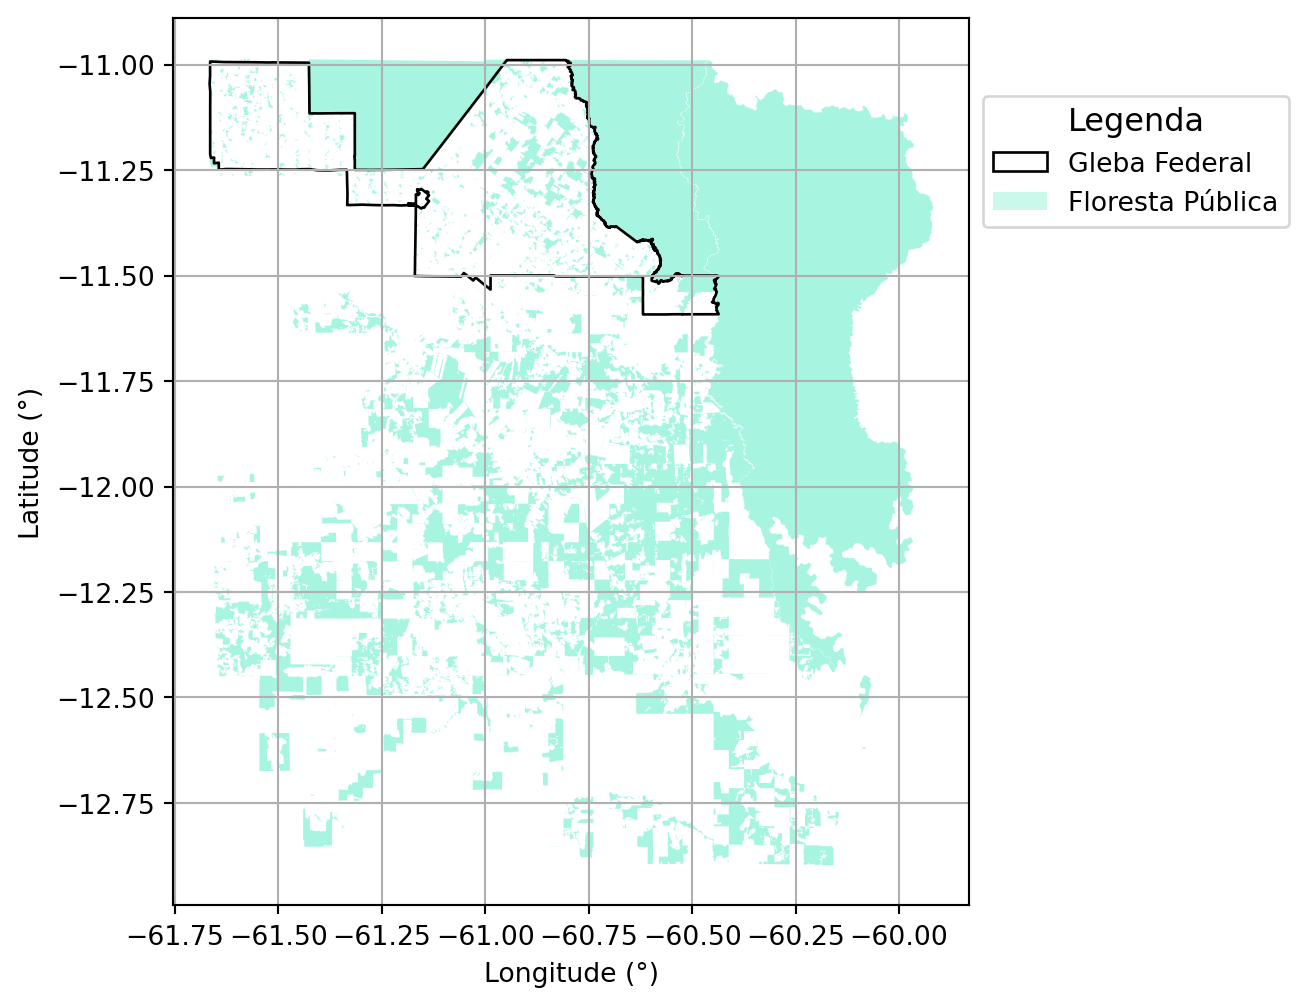 Legenda
Gleba Federal
Floresta Pública
−11.00
−11.25
−11.50
−11.75
−12.00
−12.25
−12.50
−12.75
Latitude (°)
−61.75 −61.50 −61.25 −61.00 −60.75 −60.50 −60.25 −60.00
Longitude (°)